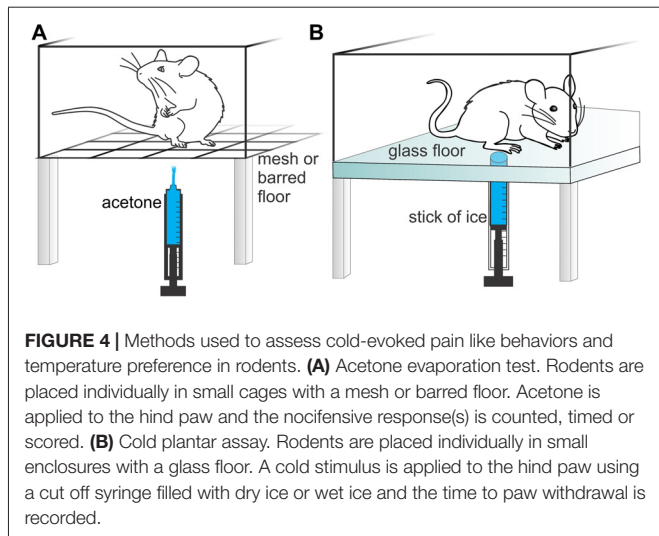 A
B
mesh or
barred
floor
acetone
glass floor
stick of ice
FIGURE 4 | Methods used to assess cold-evoked pain like behaviors and
temperature preference in rodents. (A) Acetone evaporation test. Rodents are
placed individually in small cages with a mesh or barred floor. Acetone is
applied to the hind paw and the nocifensive response(s) is counted, timed or
scored. (B) Cold plantar assay. Rodents are placed individually in small
enclosures with a glass floor. A cold stimulus is applied to the hind paw using
a cut off syringe filled with dry ice or wet ice and the time to paw withdrawal is
recorded.